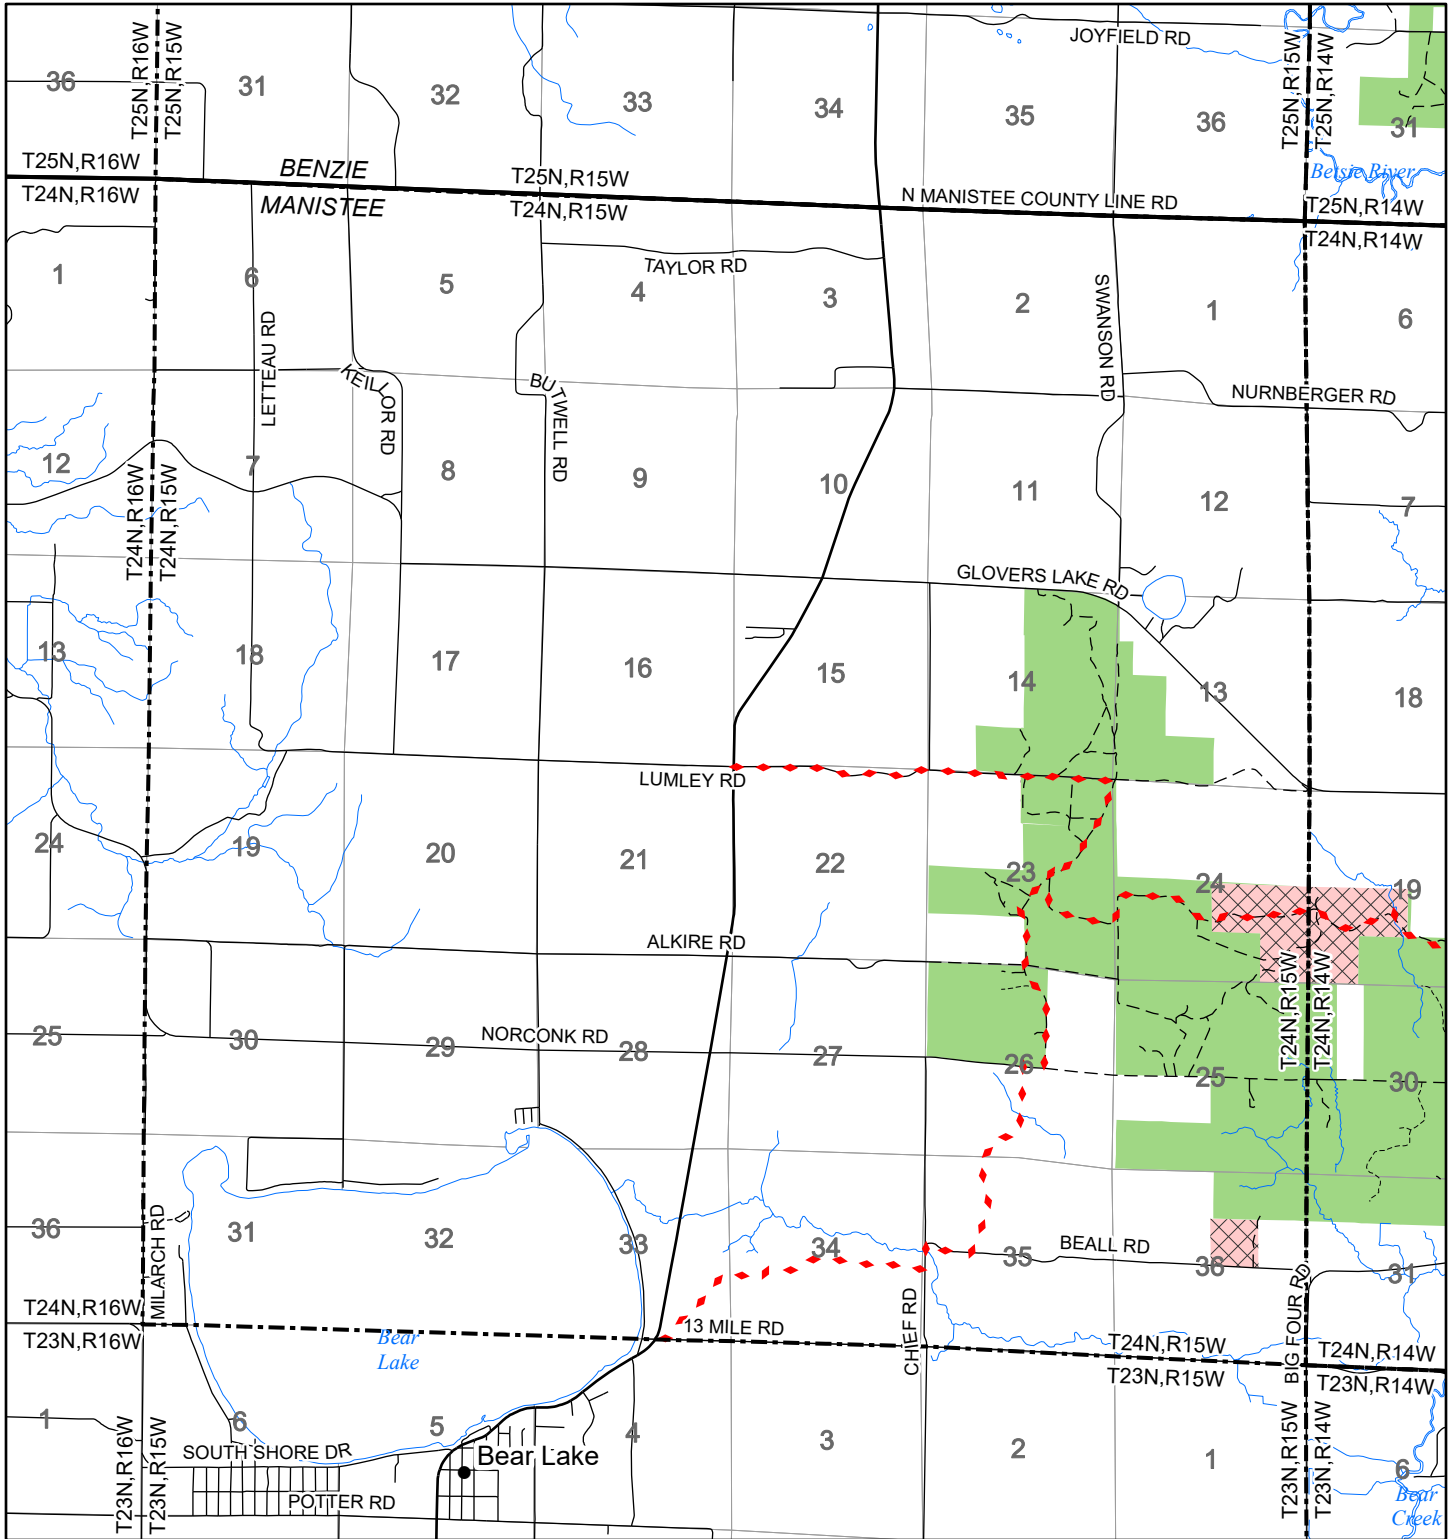 JOYFIELD RD
T25N,R16W
T25N,R15W
T25N,R15W
T25N,R14W
36
31
32
33
34
35
36
31
T25N,R16W
BENZIE
T25N,R15W
Betsie River
T24N,R16W
MANISTEE
T24N,R15W
N MANISTEE COUNTY LINE RD
T25N,R14W
T24N,R14W
1
6
5
4
TAYLOR RD
3
2
SWANSON RD
1
6
LETTEAU RD
KEILLOR RD
BUTWELL RD
NURNBERGER RD
12
7
8
9
10
11
12
7
T24N,R16W
T24N,R15W
GLOVERS LAKE RD
13
18
17
16
15
14
13
18
LUMLEY RD
24
19
20
21
22
23
24
19
ALKIRE RD
T24N,R15W
T24N,R14W
25
30
29
NORCONK RD
28
27
26
25
30
MILARCH RD
36
31
32
33
34
35
BEALL RD
36
31
T24N,R16W
T23N,R16W
Bear
Lake
13 MILE RD
CHIEF RD
BIG FOUR RD
T24N,R15W
T23N,R15W
T24N,R14W
T23N,R14W
1
6
5
4
3
2
1
6
T23N,R16W
T23N,R15W
SOUTH SHORE DR
Bear Lake
POTTER RD
T23N,R15W
T23N,R14W
Bear
Creek